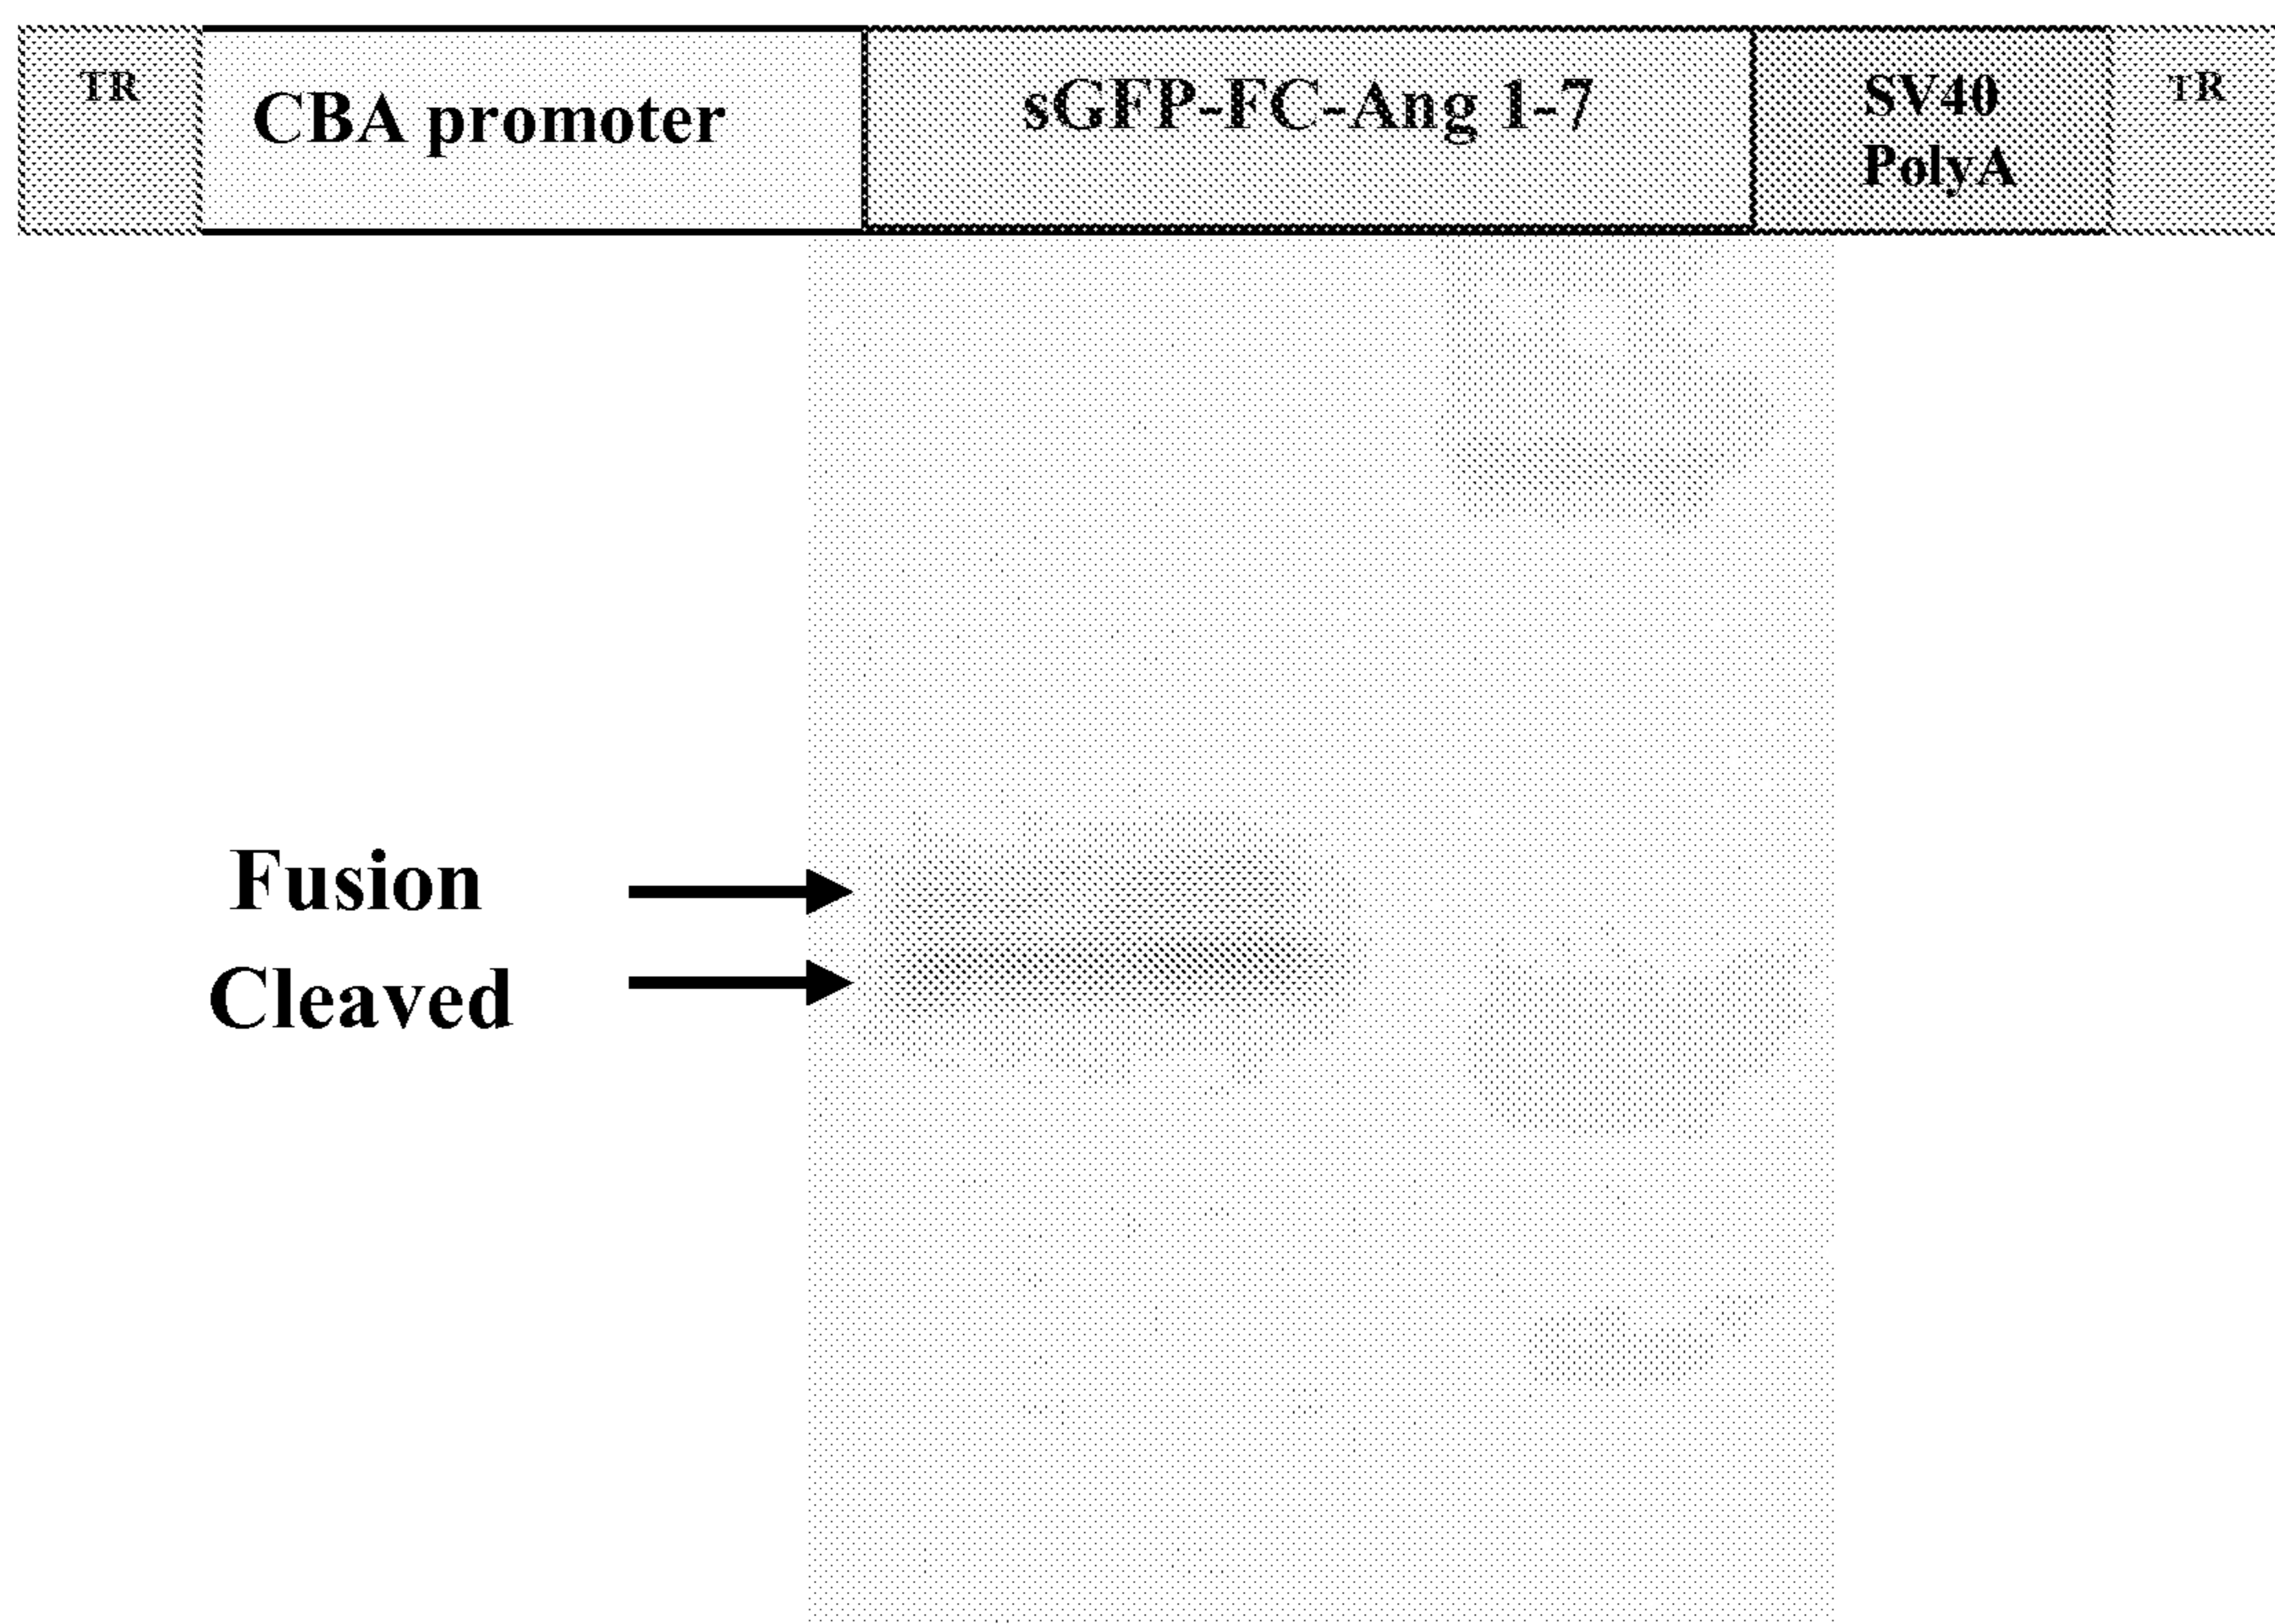 TR
CBA promoter
sGFP-FC-Ang 1-7
SV40
PolyA
TR
Fusion
Cleaved